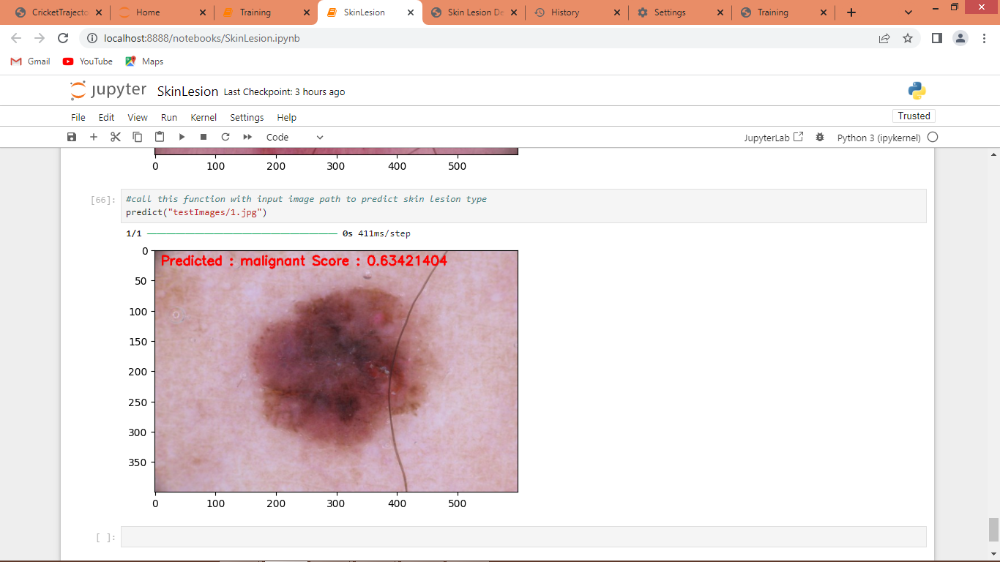 CricketTrajecto
Home
Training
SkinLesion
Skin Lesion De
History
Settings
Training
localhost:8888/notebooks/SkinLesion.ipynb
Gmail YouTube Maps
jupyter SkinLesion Last Checkpoint: 3 hours ago
File Edit View Run Kernel Settings Help
Trusted
Code
JupyterLab
Python 3 (ipykernel)
0 100 200 300 400 500
[66]:
#call this function with input image path to predict skin lesion type
predict("testImages/1.jpg")
1/1 0s 411ms/step
Predicted : malignant Score : 0.63421404
0
50
100
150
200
250
300
350
0 100 200 300 400 500
[ ]: